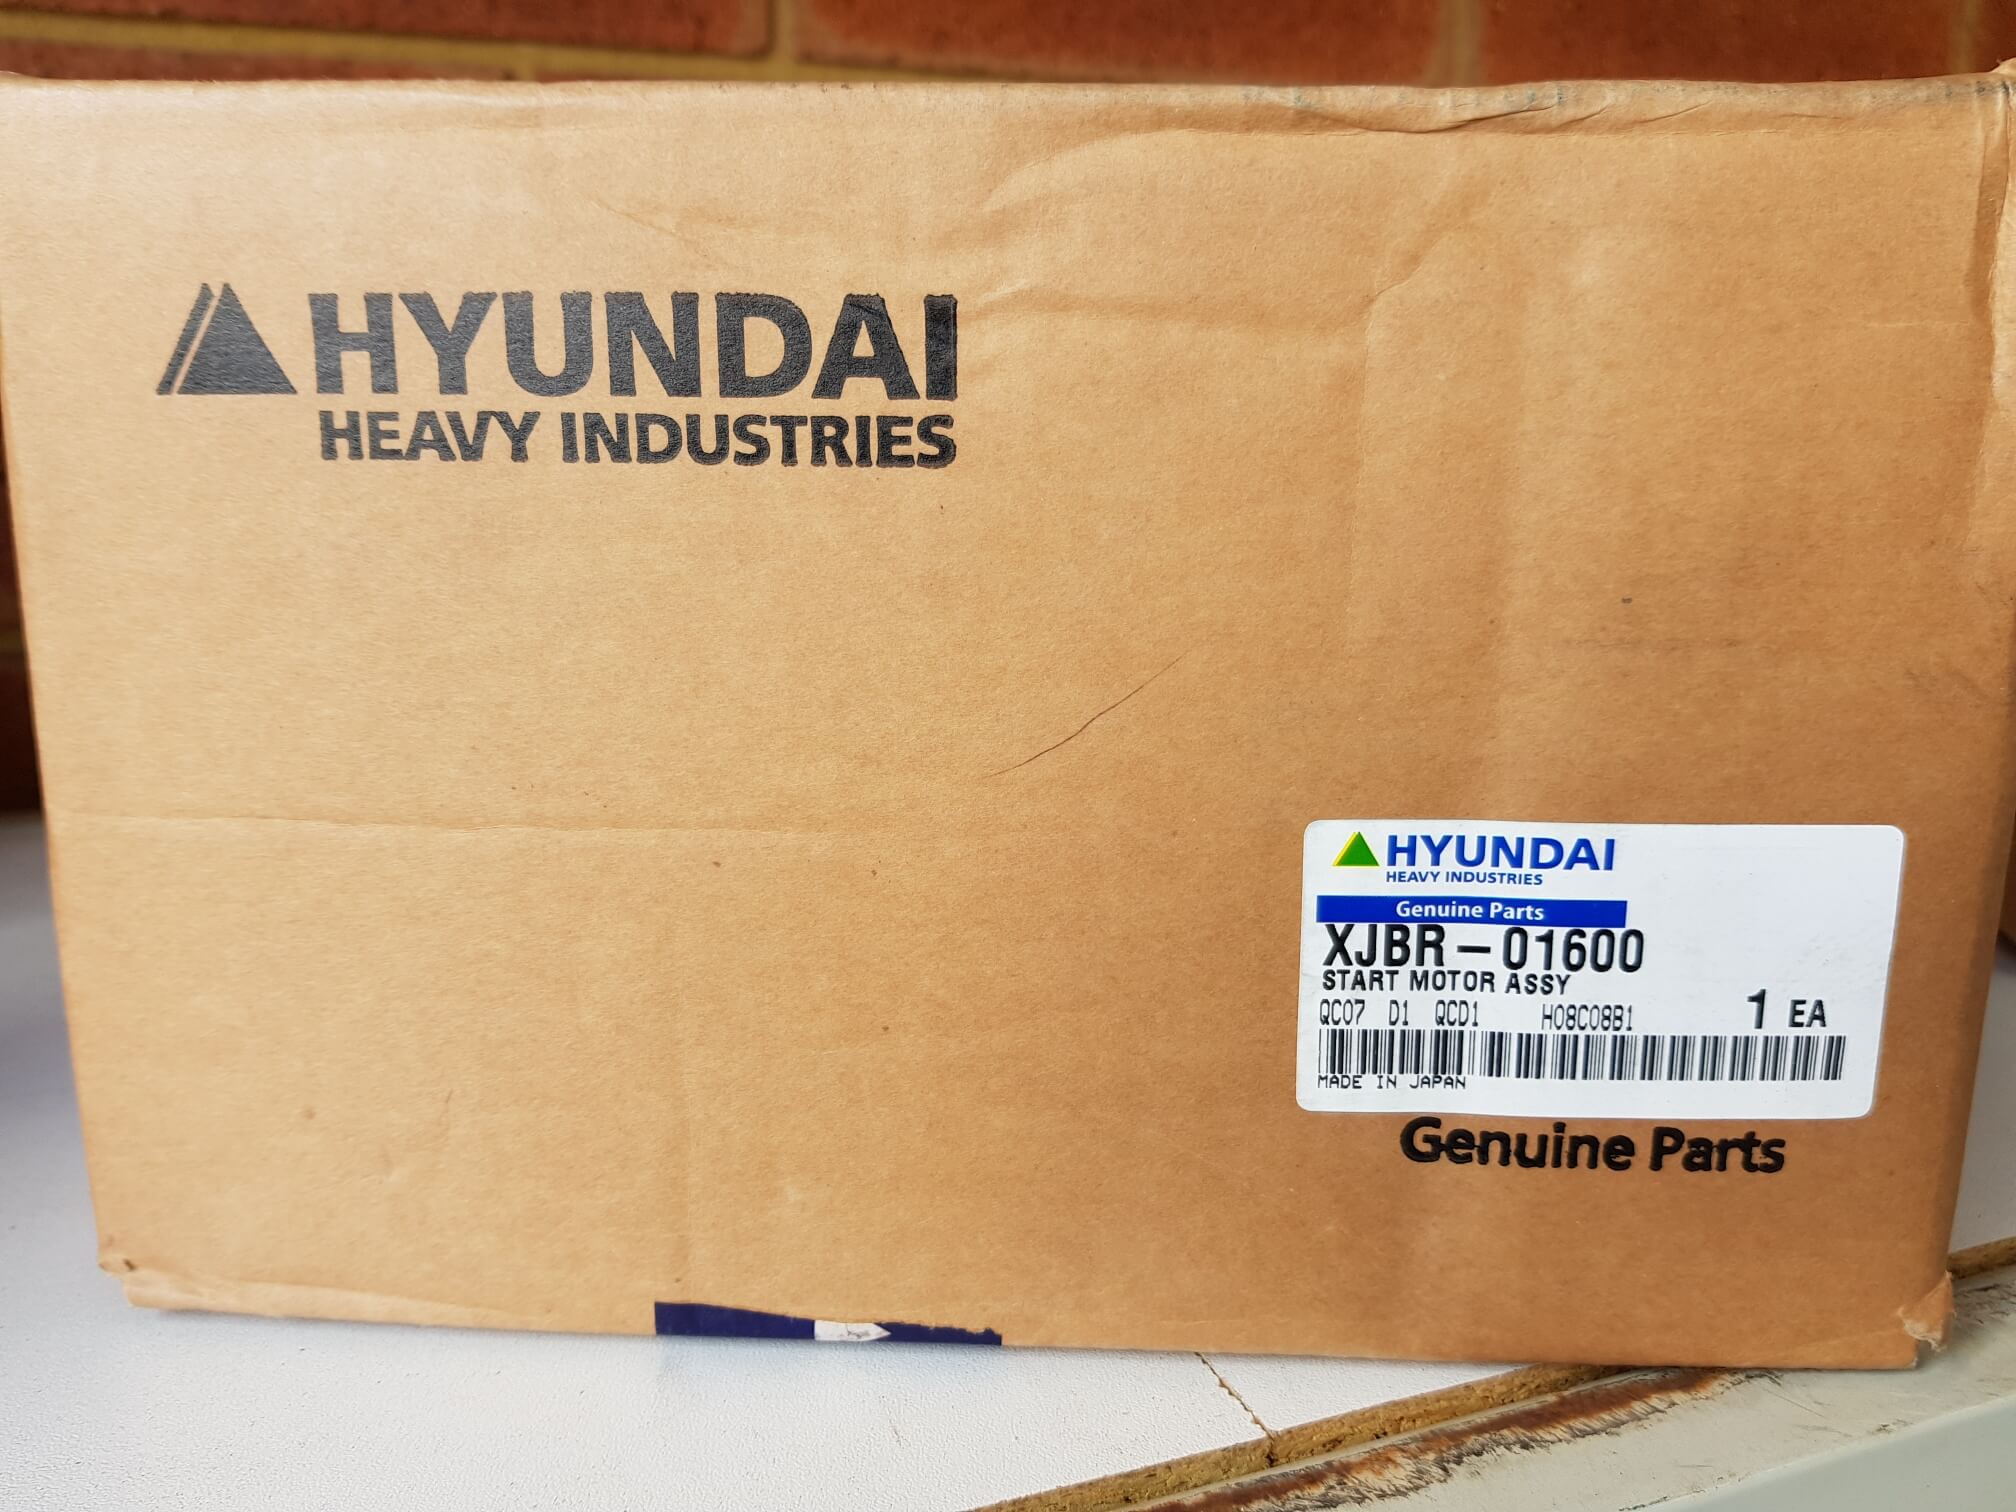 HYUNDAI
HEAVY INDUSTRIES
HYUNDAI
HEAVY INDUSTRIES
Genuine Parts
XJBR-01600
START MOTOR ASSY
QC07 D1 QCD1 H08C08B1 1 EA
MADE IN JAPAN
Genuine Parts